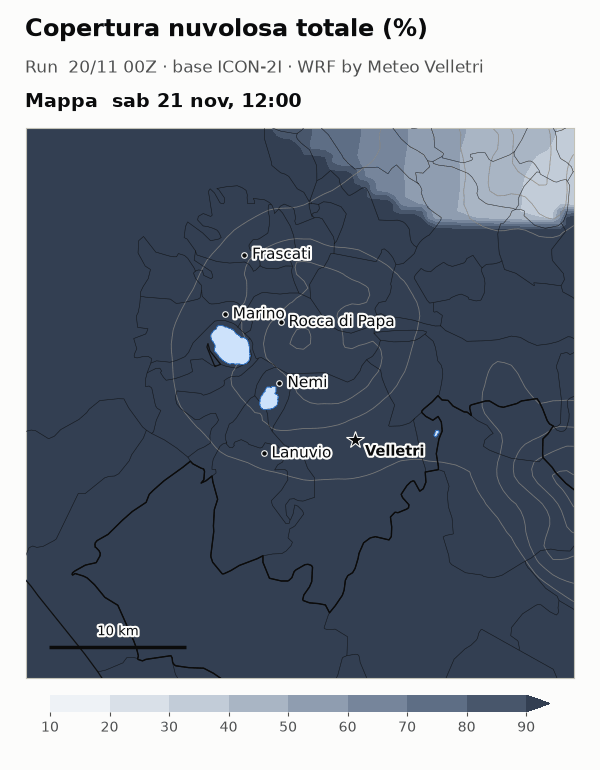 Copertura nuvolosa totale (%)
Run  20/11 00Z · base ICON-2I · WRF by Meteo Velletri
Mappa  sab 21 nov, 12:00
Frascati
Marino
Rocca di Papa
Nemi
Velletri
Lanuvio
10 km
10 20 30 40 50 60 70 80 90